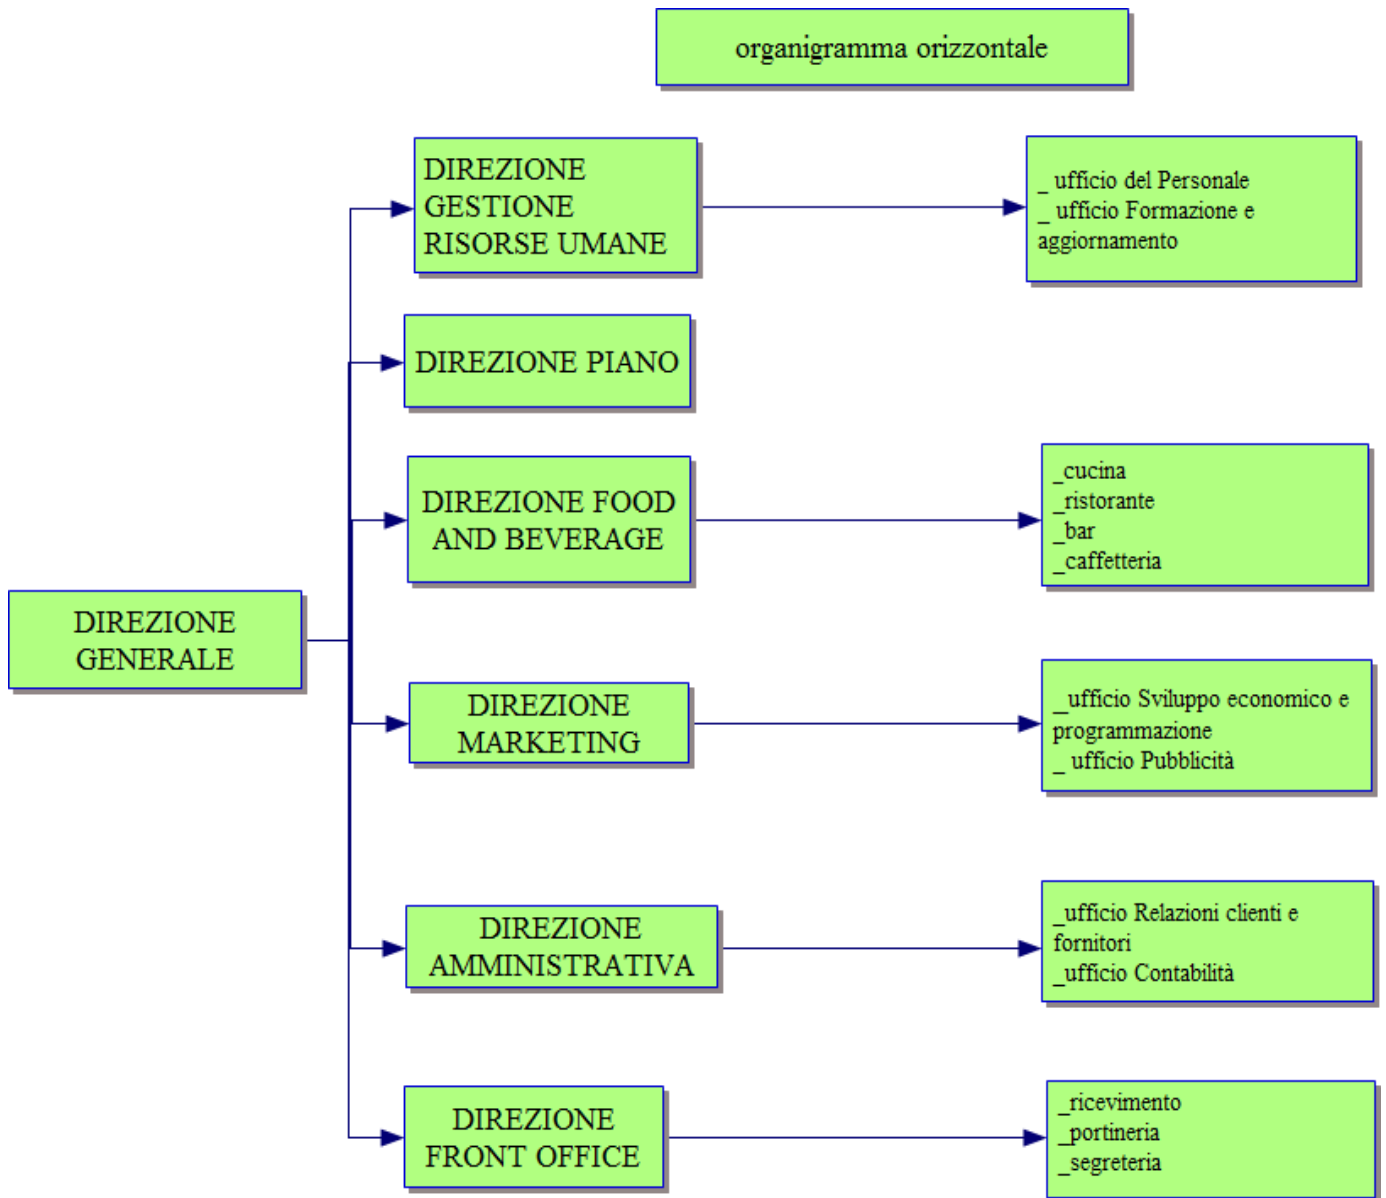 organigramma orizzontale
DIREZIONE
GESTIONE
RISORSE UMANE
_ ufficio del Personale
_ ufficio Formazione e
aggiornamento
DIREZIONE PIANO
DIREZIONE FOOD
AND BEVERAGE
_cucina
_ristorante
_bar
_caffetteria
DIREZIONE
GENERALE
DIREZIONE
MARKETING
_ufficio Sviluppo economico e
programmazione
_ ufficio Pubblicità
DIREZIONE
AMMINISTRATIVA
_ufficio Relazioni clienti e
fornitori
_ufficio Contabilità
DIREZIONE
FRONT OFFICE
_ricevimento
_portineria
_segreteria